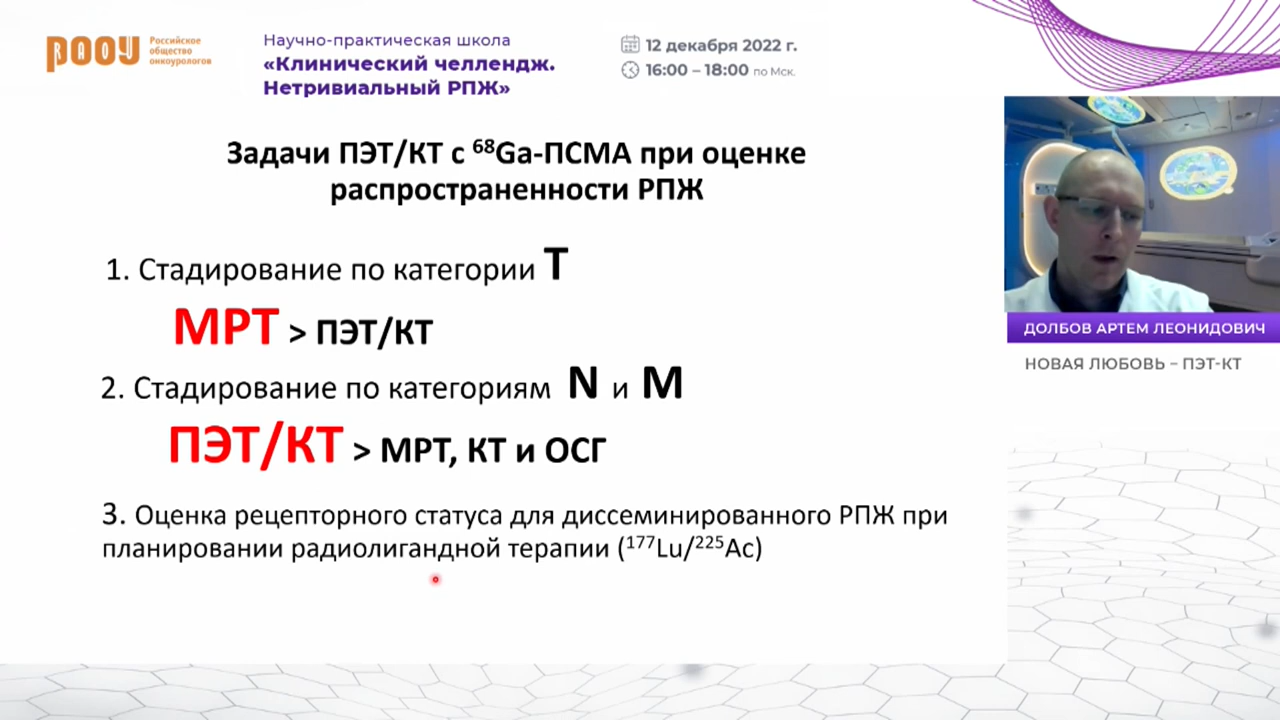 РАОУ
Российское
общество
онкоурологов
Научно-практическая школа
«Клинический челлендж.
Нетривиальный РПЖ»
12 декабря 2022 г.
16:00 – 18:00 по Мск.
Задачи ПЭТ/КТ с ⁶⁸Ga-ПСМА при оценке
распространенности РПЖ
1. Стадирование по категории T
МРТ > ПЭТ/КТ
2. Стадирование по категориям N и M
ПЭТ/КТ > МРТ, КТ и ОСГ
3. Оценка рецепторного статуса для диссеминированного РПЖ при
планировании радиолигандной терапии (¹⁷⁷Lu/²²⁵Ac)
ДОЛБОВ АРТЕМ ЛЕОНИДОВИЧ
НОВАЯ ЛЮБОВЬ – ПЭТ-КТ